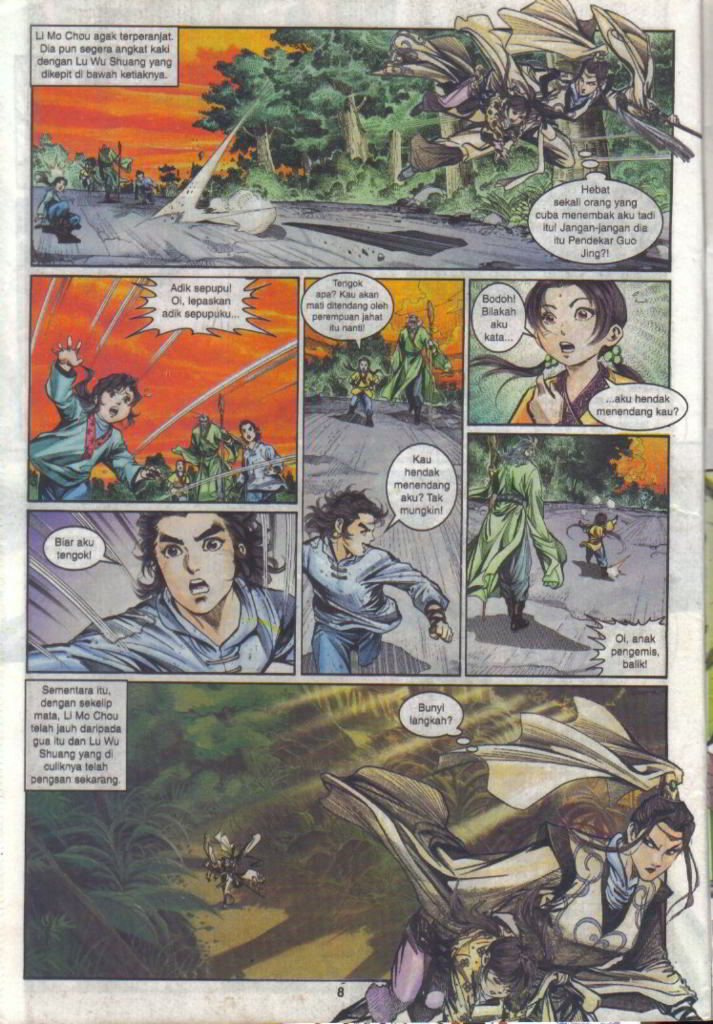 Li Mo Chou agak terperanjat.
Dia pun segera angkat kaki
dengan Lu Wu Shuang yang
dikepit di bawah ketiaknya.
Hebat
sekali orang yang
cuba menembak aku tadi
itu! Jangan-jangan dia
itu Pendekar Guo
Jing?!
Adik sepupu!
Oi, lepaskan
adik sepupuku...
Tengok
apa? Kau akan
mati ditendang oleh
perempuan jahat
itu nanti!
Bodoh!
Bilakah
aku
kata...
...aku hendak
menendang kau?
Biar aku
tengok!
Kau
hendak
menendang
aku? Tak
mungkin!
Oi, anak
pengemis,
balik!
Sementara itu,
dengan sekelip
mata, Li Mo Chou
telah jauh daripada
gua itu dan Lu Wu
Shuang yang di
culiknya telah
pengsan sekarang.
Bunyi
langkah?
8